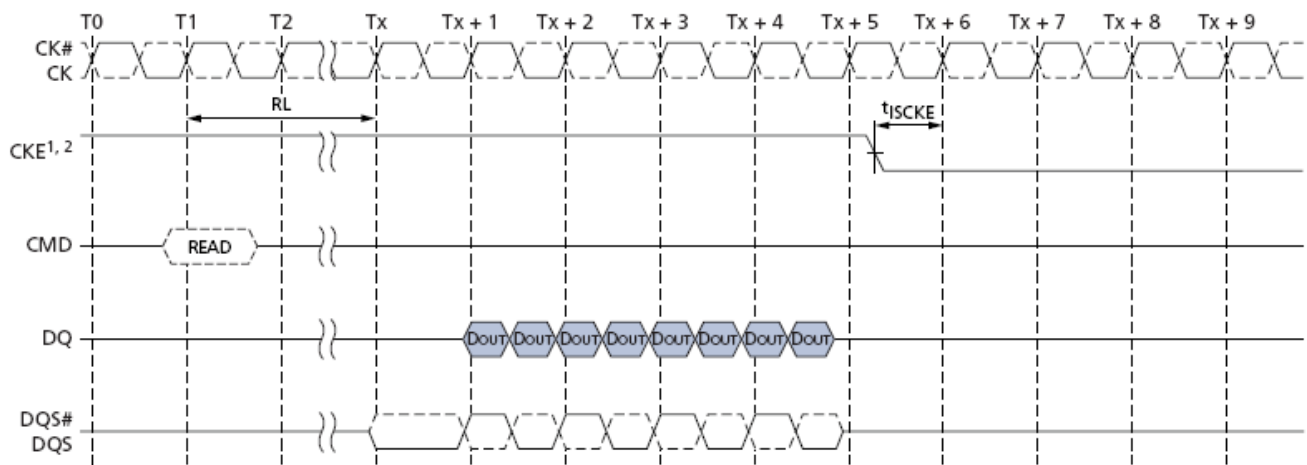 T0 T1 T2 Tx Tx + 1 Tx + 2 Tx + 3 Tx + 4 Tx + 5 Tx + 6 Tx + 7 Tx + 8 Tx + 9
CK#
CK
RL
tISCKE
CKE1, 2
CMD
READ
DQ
DOUT DOUT DOUT DOUT DOUT DOUT DOUT DOUT
DQS#
DQS